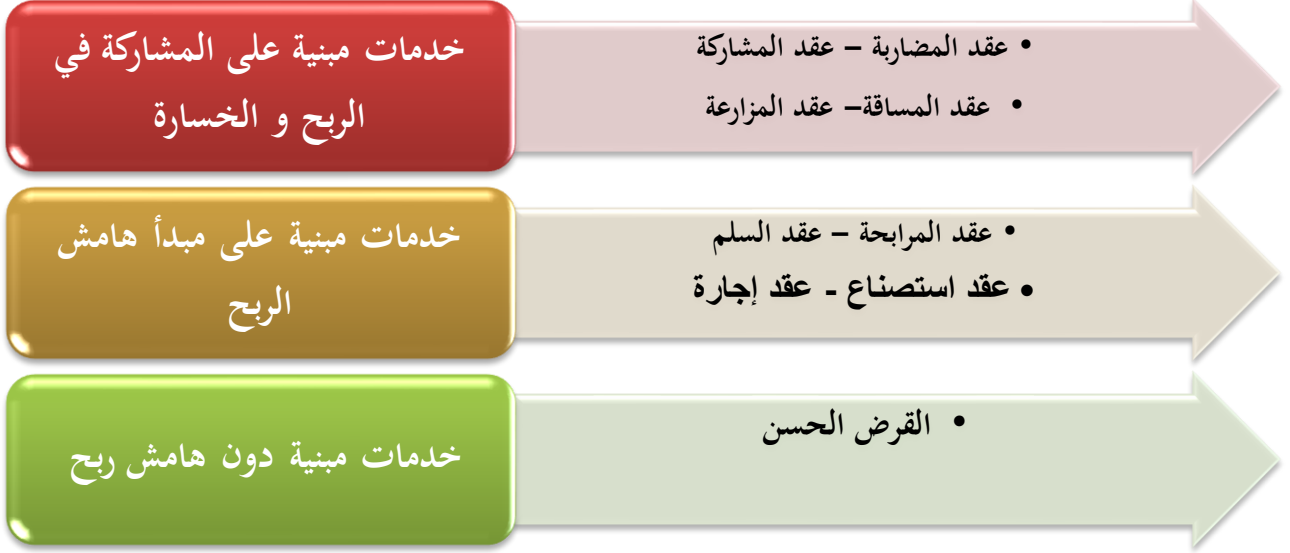 خدمات مبنية على المشاركة في
الربح و الخسارة
• عقد المضاربة – عقد المشاركة
• عقد المساقة– عقد المزارعة
خدمات مبنية على مبدأ هامش
الربح
• عقد المرابحة – عقد السلم
• عقد استصناع - عقد إجارة
خدمات مبنية دون هامش ربح
• القرض الحسن